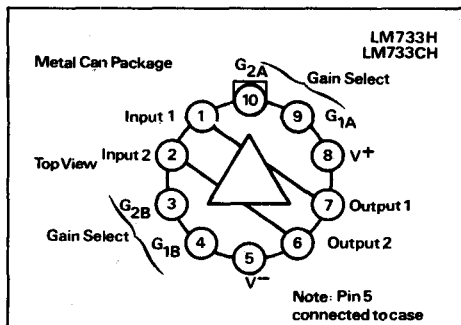 LM733H
LM733CH
Metal Can Package
G2A
Gain Select
10
Input 1
1
9
G1A
Top View
Input 2
2
8
V+
3
G2B
7
Output 1
Gain Select
G1B
4
6
Output 2
5
V−
Note: Pin 5
connected to case